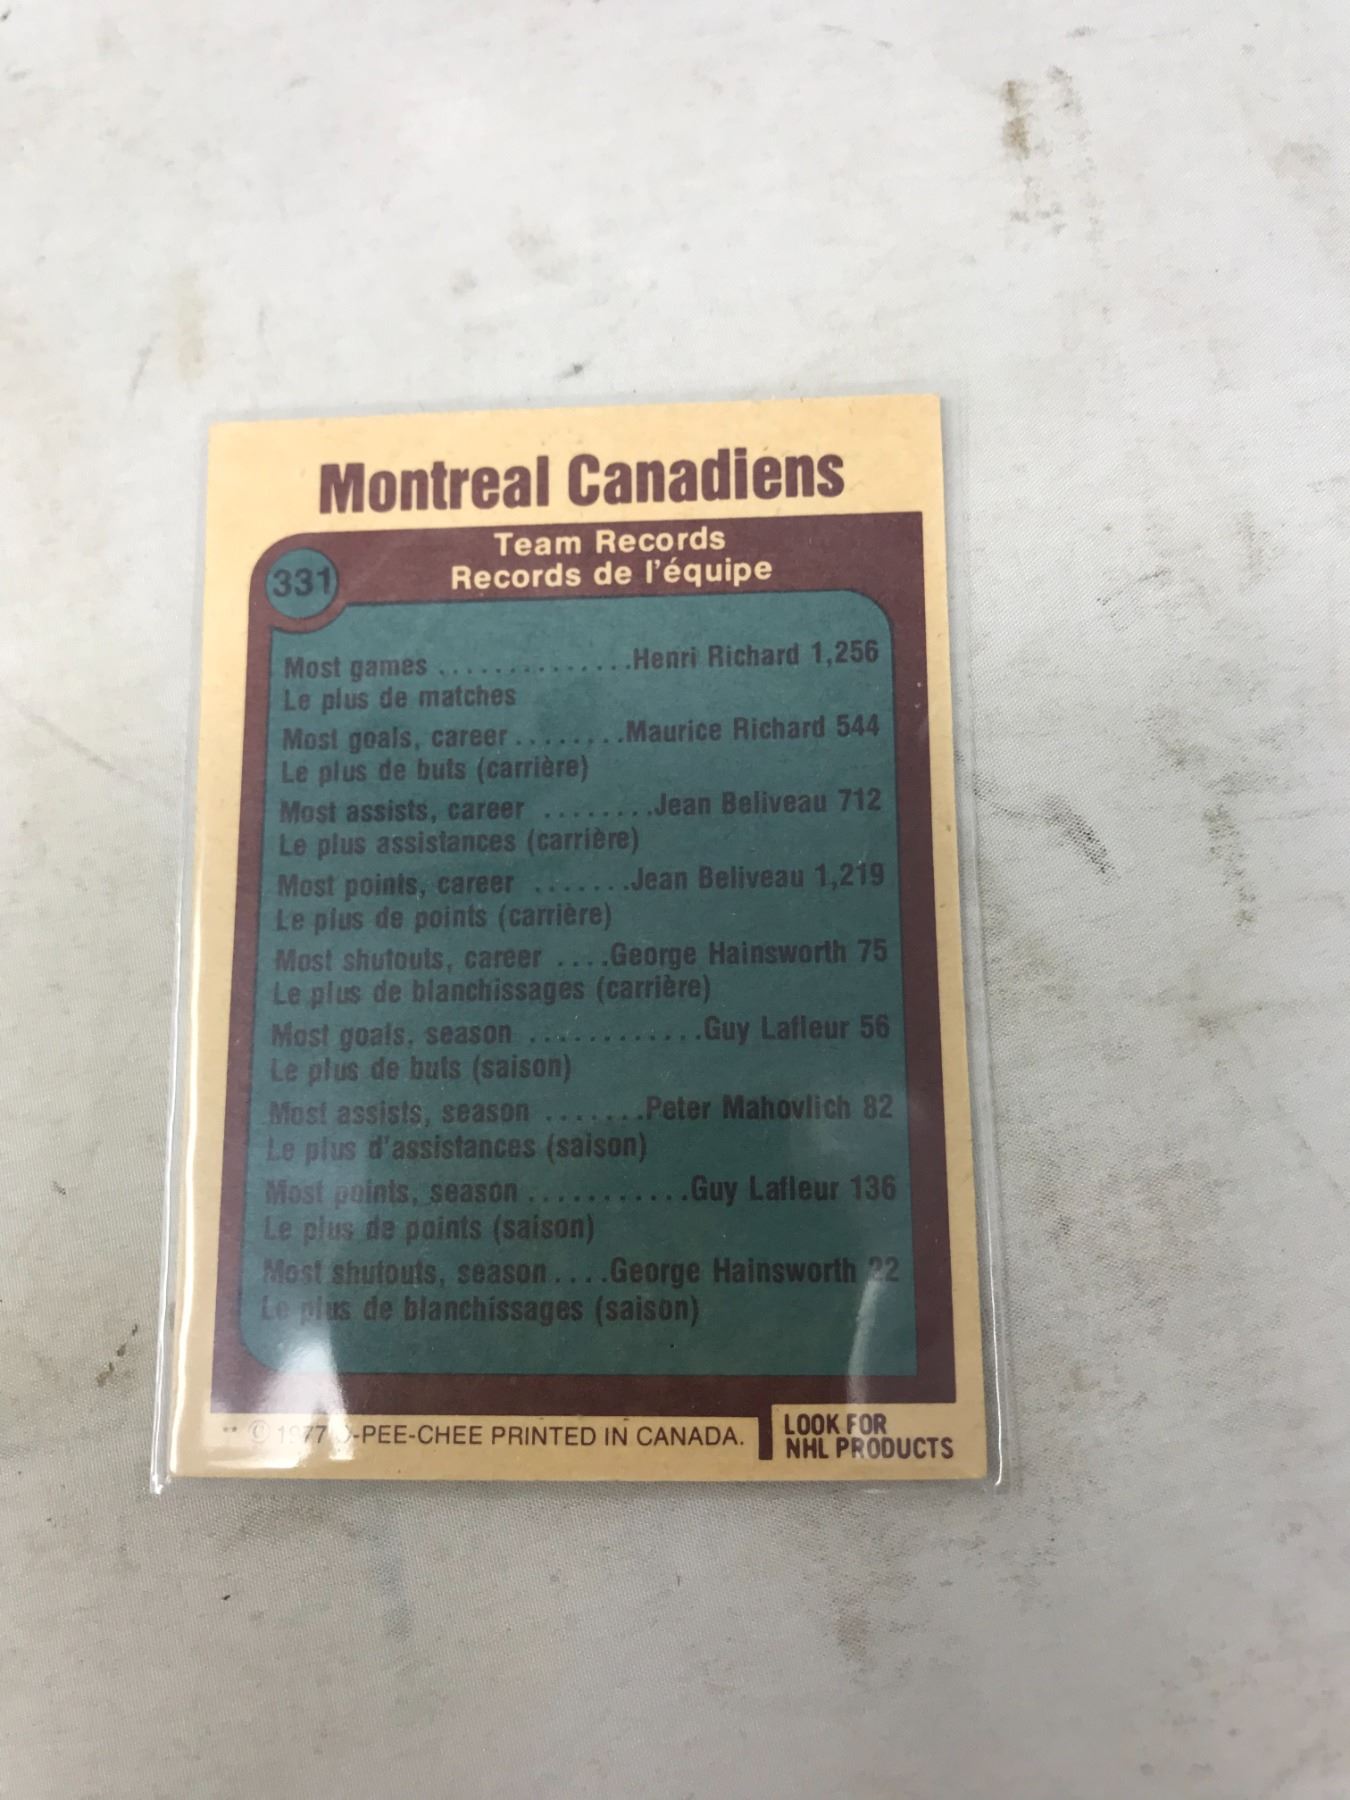 Montreal Canadiens
Team Records
Records de l'équipe
331
Most games .............. Henri Richard 1,256
Le plus de matches
Most goals, career ........ Maurice Richard 544
Le plus de buts (carrière)
Most assists, career ........ Jean Beliveau 712
Le plus assistances (carrière)
Most points, career ....... Jean Beliveau 1,219
Le plus de points (carrière)
Most shutouts, career .... George Hainsworth 75
Le plus de blanchissages (carrière)
Most goals, season ............ Guy Lafleur 56
Le plus de buts (saison)
Most assists, season ....... Peter Mahovlich 82
Le plus d'assistances (saison)
Most points, season ........... Guy Lafleur 136
Le plus de points (saison)
Most shutouts, season .... George Hainsworth 22
Le plus de blanchissages (saison)
** © 1977 O-PEE-CHEE PRINTED IN CANADA.
LOOK FOR
NHL PRODUCTS